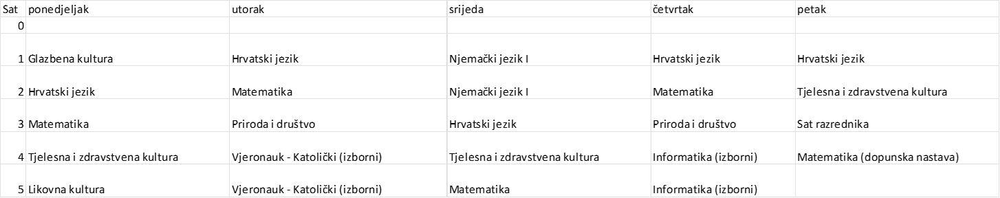 Sat ponedjeljak utorak srijeda četvrtak petak
0
1 Glazbena kultura Hrvatski jezik Njemački jezik I Hrvatski jezik Hrvatski jezik
2 Hrvatski jezik Matematika Njemački jezik I Matematika Tjelesna i zdravstvena kultura
3 Matematika Priroda i društvo Hrvatski jezik Priroda i društvo Sat razrednika
4 Tjelesna i zdravstvena kultura Vjeronauk - Katolički (izborni) Tjelesna i zdravstvena kultura Informatika (izborni) Matematika (dopunska nastava)
5 Likovna kultura Vjeronauk - Katolički (izborni) Matematika Informatika (izborni)